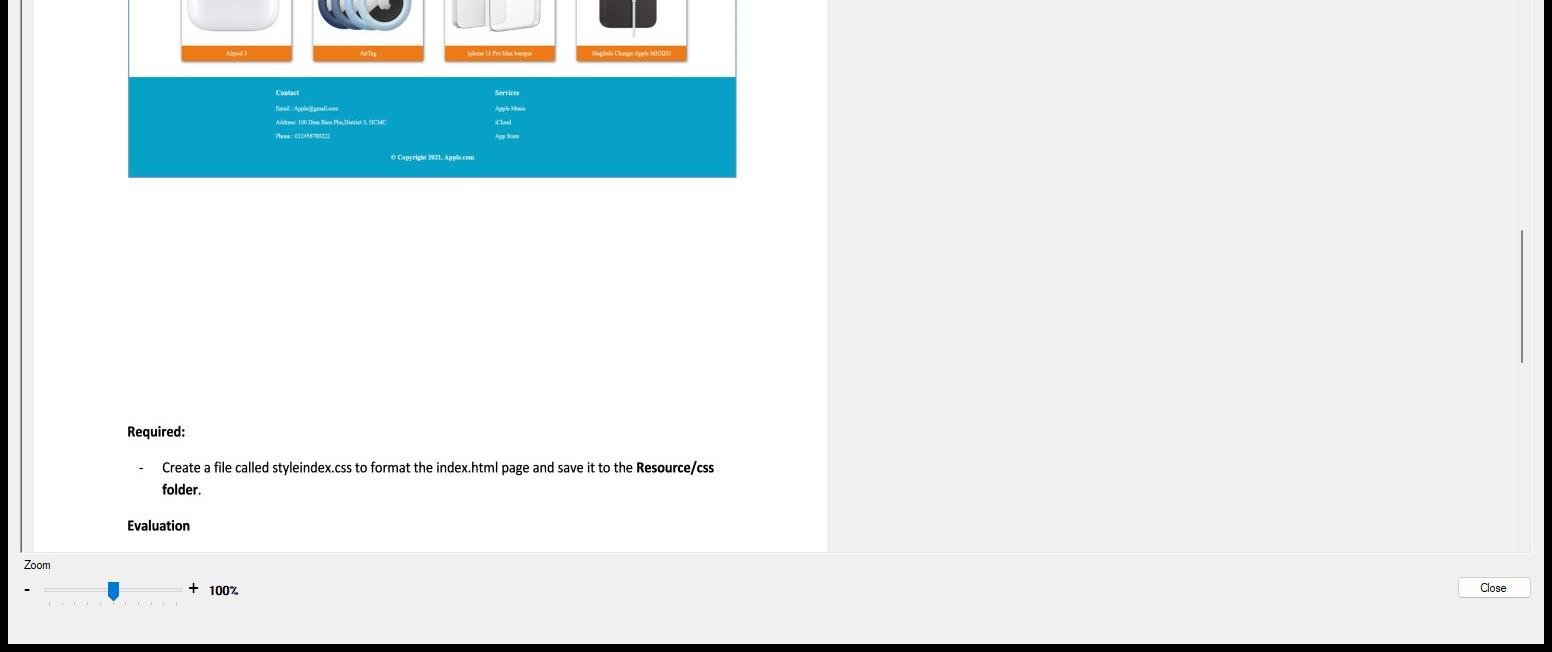 Airpod 3
AirTag
Iphone 13 Pro Max bumper
MagSafe Charger Apple
Contact
Services
Email : Apple@gmail.com
Apple Music
Address: 100 Dien Bien Phu,District 3, HCMC
iCloud
Phone : 012456789222
App Store
© Copyright 2021. Apple.com
Required:
- Create a file called styleindex.css to format the index.html page and save it to the Resource/css
folder.
Evaluation
Zoom
- + 100%
Close